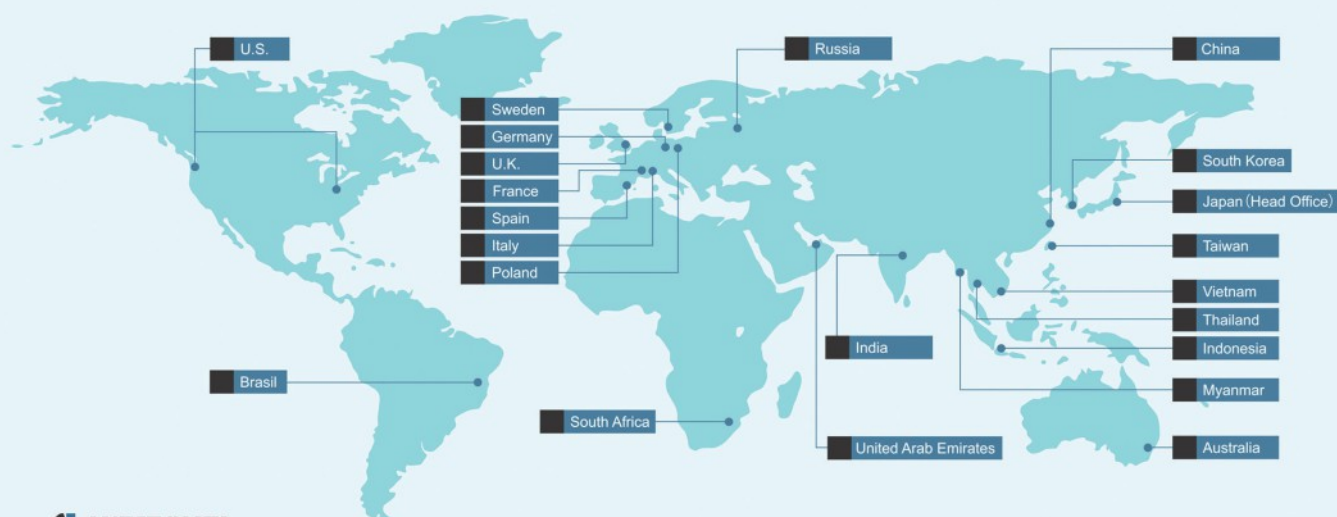 U.S.
Russia
China
Sweden
Germany
U.K.
France
Spain
Italy
Poland
South Korea
Japan (Head Office)
Taiwan
Vietnam
Thailand
Indonesia
Myanmar
India
Brasil
South Africa
United Arab Emirates
Australia